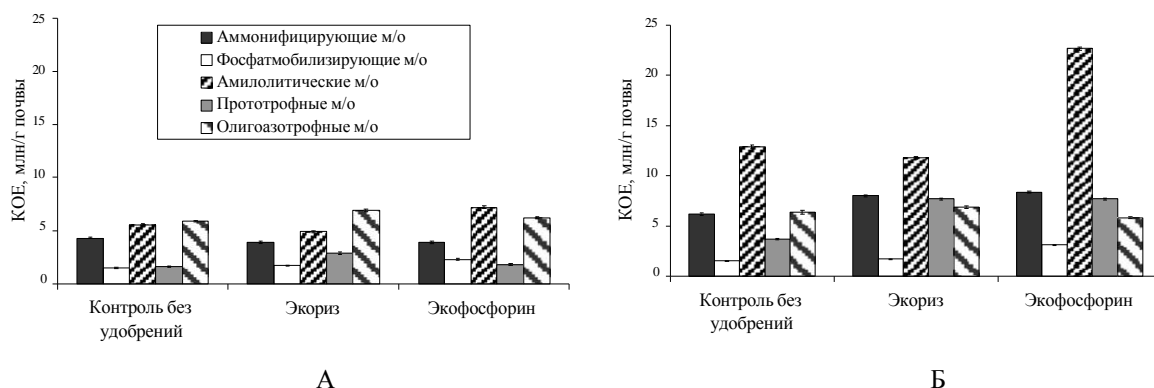 КОЕ, млн/г почвы
25
20
15
10
5
0
Аммонифицирующие м/о
Фосфатмобилизирующие м/о
Амилолитические м/о
Прототрофные м/о
Олигоазотрофные м/о
Контроль без
удобрений
Экориз
Экофосфорин
А
КОЕ, млн/г почвы
25
20
15
10
5
0
Контроль без
удобрений
Экориз
Экофосфорин
Б